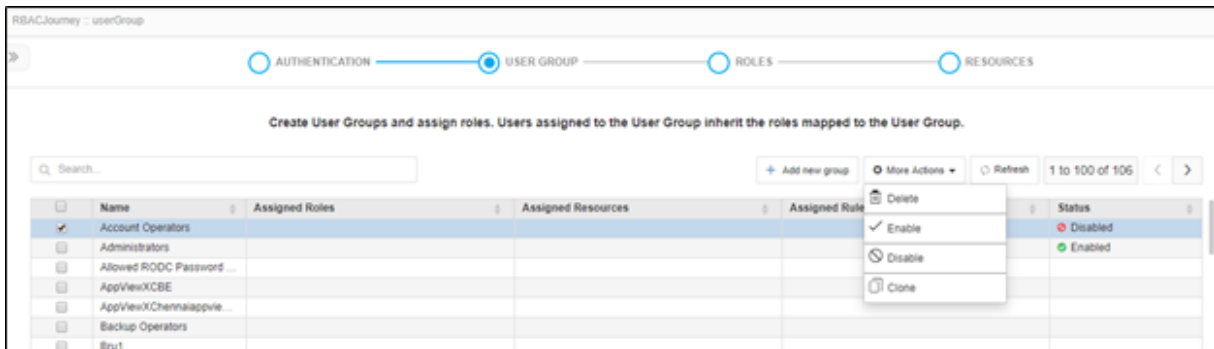 RBACJourney :: userGroup
AUTHENTICATION USER GROUP ROLES RESOURCES
Create User Groups and assign roles. Users assigned to the User Group inherit the roles mapped to the User Group.
Search... Add new group More Actions Refresh 1 to 100 of 106
Delete
Name Assigned Roles Assigned Resources Assigned Rule Status
Account Operators Enable Disabled
Administrators Enabled
Allowed RODC Password ... Disable
AppViewXCBE
AppViewXChennaiappvie... Clone
Backup Operators
Bru1